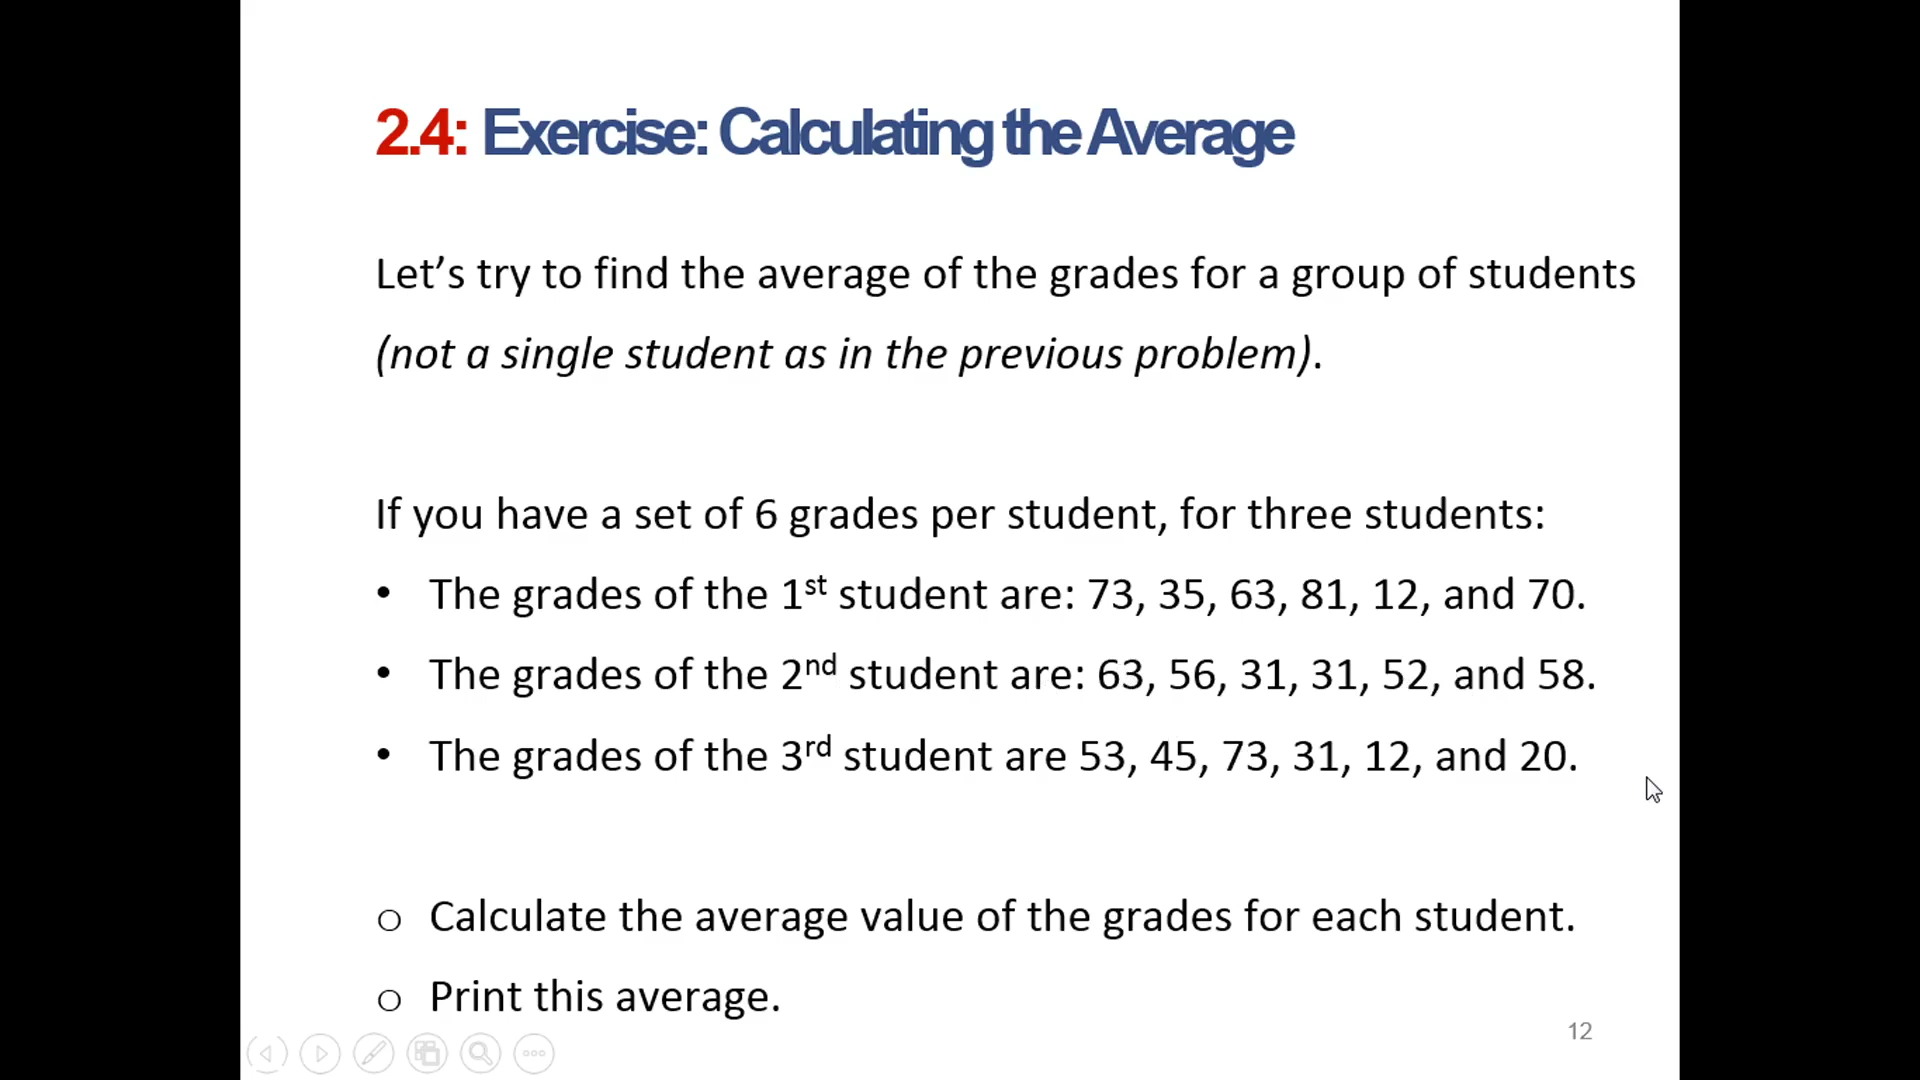 2.4: Exercise: Calculating the Average
Let’s try to find the average of the grades for a group of students
(not a single student as in the previous problem).
If you have a set of 6 grades per student, for three students:
• The grades of the 1st student are: 73, 35, 63, 81, 12, and 70.
• The grades of the 2nd student are: 63, 56, 31, 31, 52, and 58.
• The grades of the 3rd student are 53, 45, 73, 31, 12, and 20.
o Calculate the average value of the grades for each student.
o Print this average.
12